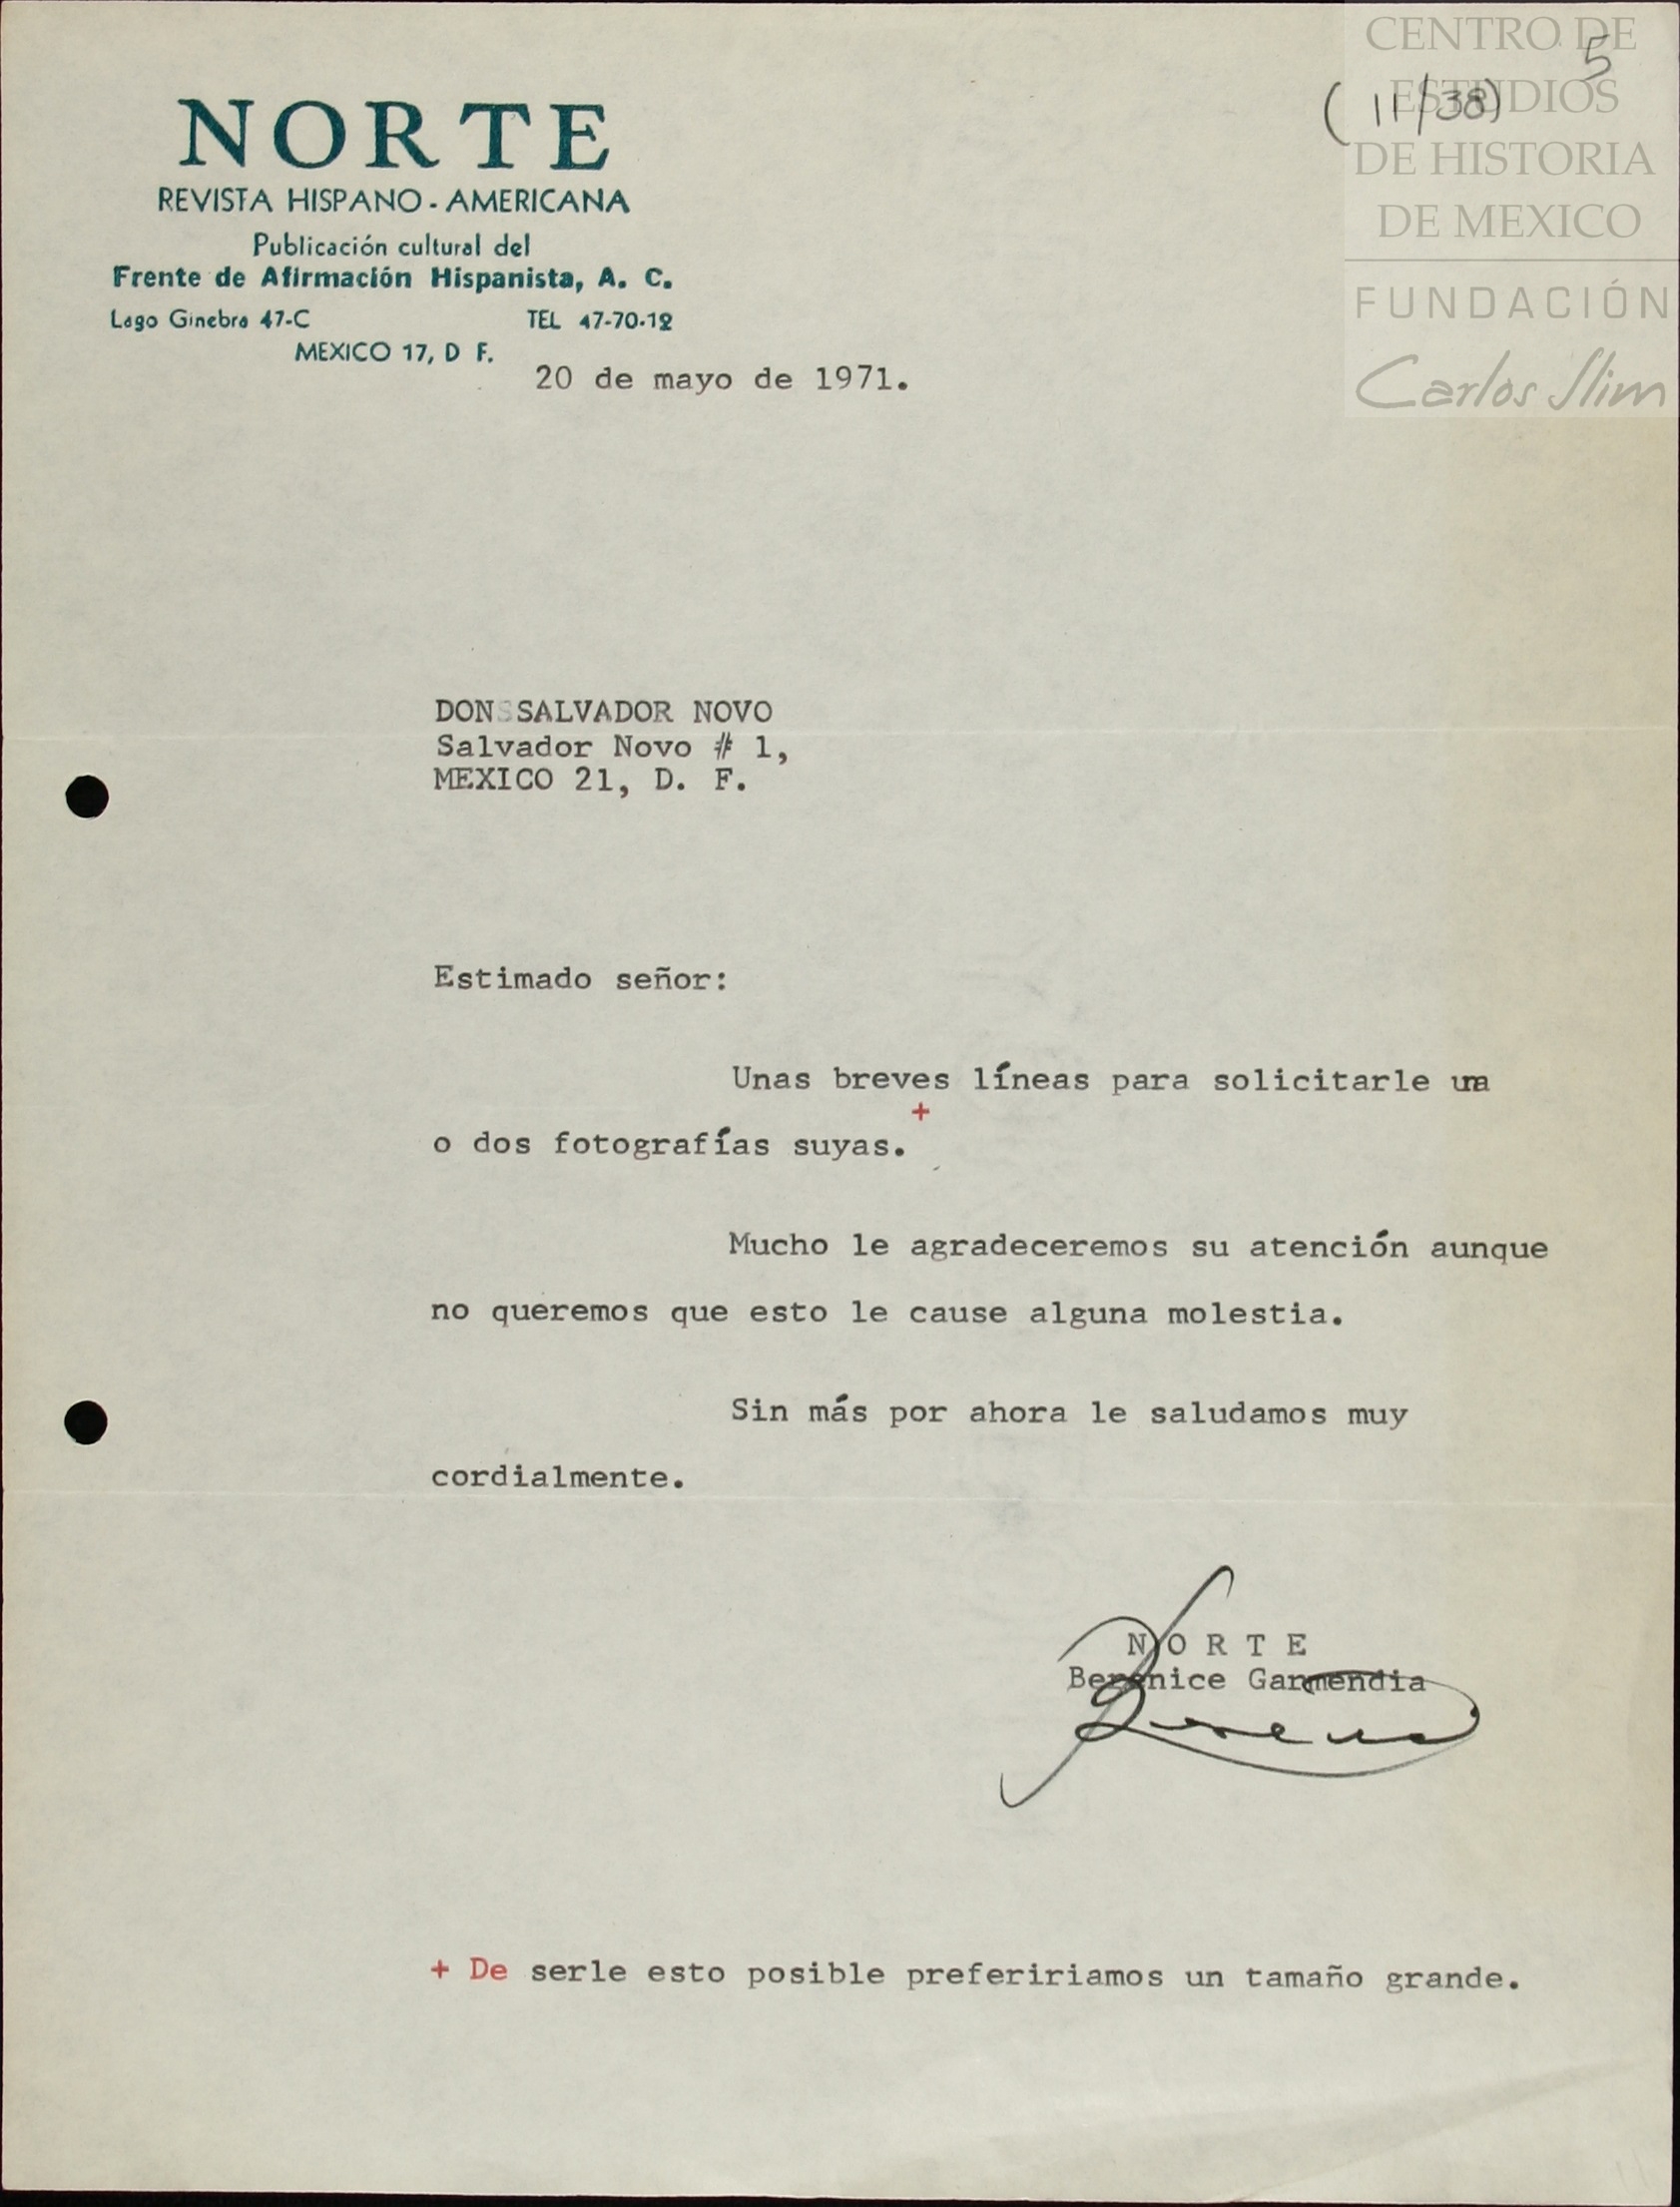 CENTRO DE
5
ESTUDIOS
(11/38)
DE HISTORIA
DE MEXICO
FUNDACIÓN
Carlos Slim
NORTE
REVISTA HISPANO-AMERICANA
Publicación cultural del
Frente de Afirmación Hispanista, A. C.
Lago Ginebra 47-C TEL 47-70-12
MEXICO 17, D F.
20 de mayo de 1971.
DON SALVADOR NOVO
Salvador Novo # 1,
MEXICO 21, D. F.
Estimado señor:
Unas breves líneas para solicitarle una
+
o dos fotografías suyas.
Mucho le agradeceremos su atención aunque
no queremos que esto le cause alguna molestia.
Sin más por ahora le saludamos muy
cordialmente.
N O R T E
Berenice Garmendia
+ De serle esto posible prefeririamos un tamaño grande.